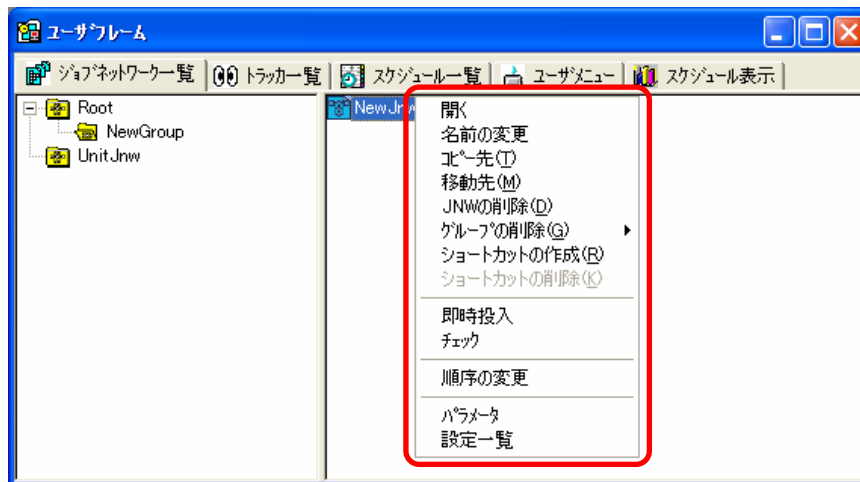 ユーザフレーム
ジョブネットワーク一覧 トラッカー一覧 スケジュール一覧 ユーザメニュー スケジュール表示
Root
NewGroup
UnitJnw
NewJnw
開く
名前の変更
コピー先(T)
移動先(M)
JNWの削除(D)
グループの削除(G)
ショートカットの作成(R)
ショートカットの削除(K)
即時投入
チェック
順序の変更
パラメータ
設定一覧